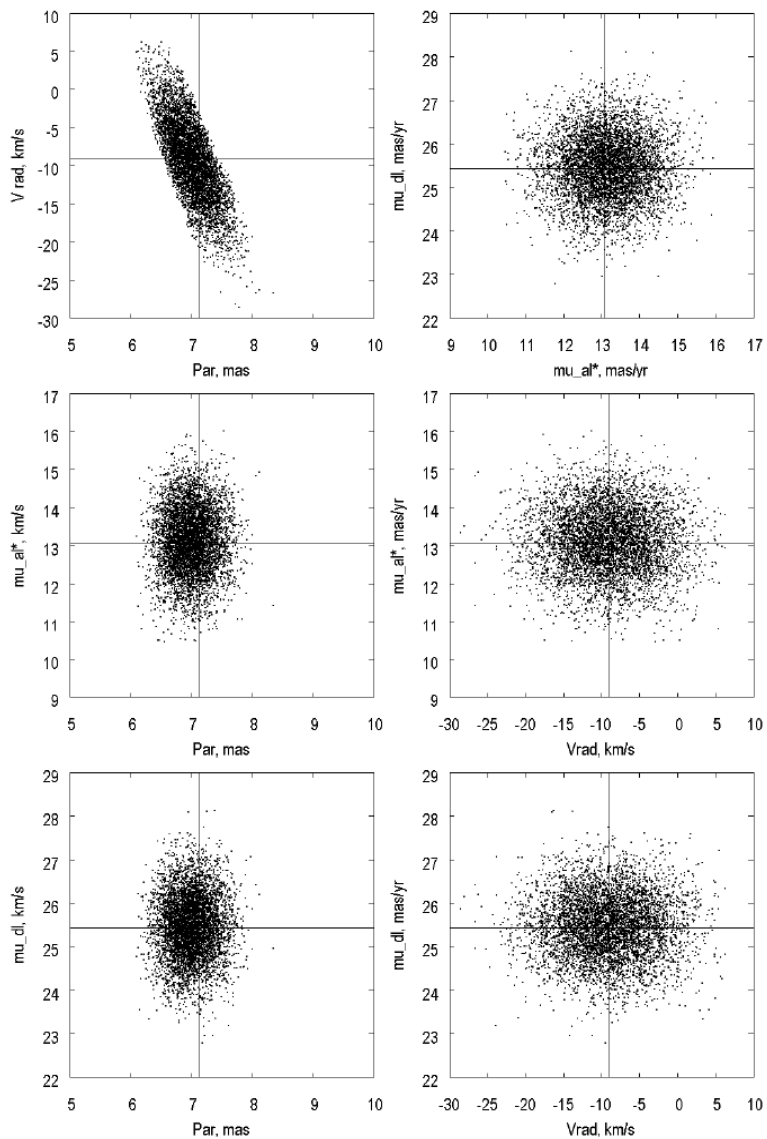 10
5
0
-5
-10
-15
-20
-25
-30
V rad, km/s
5 6 7 8 9 10
Par, mas
29
28
27
26
25
24
23
22
mu_dl, mas/yr
9 10 11 12 13 14 15 16 17
mu_al*, mas/yr
17
16
15
14
13
12
11
10
9
mu_al*, km/s
5 6 7 8 9 10
Par, mas
17
16
15
14
13
12
11
10
9
mu_al*, mas/yr
-30 -25 -20 -15 -10 -5 0 5 10
Vrad, km/s
29
28
27
26
25
24
23
22
mu_dl, km/s
5 6 7 8 9 10
Par, mas
29
28
27
26
25
24
23
22
mu_dl, mas/yr
-30 -25 -20 -15 -10 -5 0 5 10
Vrad, km/s